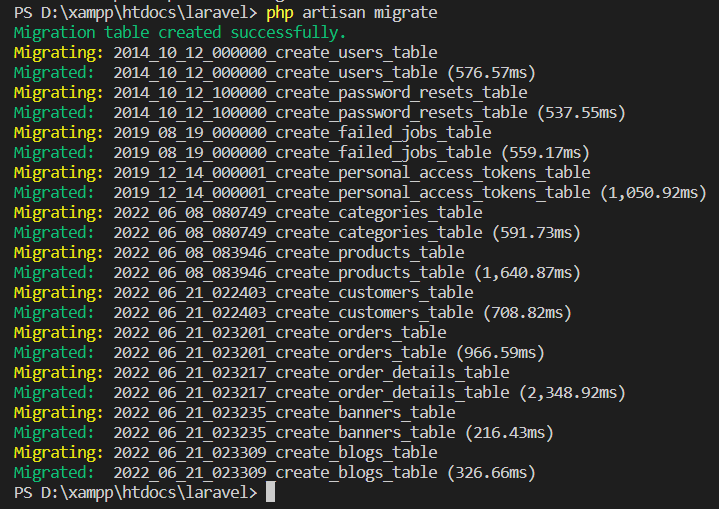 PS D:\xampp\htdocs\laravel> php artisan migrate
Migration table created successfully.
Migrating: 2014_10_12_000000_create_users_table
Migrated:  2014_10_12_000000_create_users_table (576.57ms)
Migrating: 2014_10_12_100000_create_password_resets_table
Migrated:  2014_10_12_100000_create_password_resets_table (537.55ms)
Migrating: 2019_08_19_000000_create_failed_jobs_table
Migrated:  2019_08_19_000000_create_failed_jobs_table (559.17ms)
Migrating: 2019_12_14_000001_create_personal_access_tokens_table
Migrated:  2019_12_14_000001_create_personal_access_tokens_table (1,050.92ms)
Migrating: 2022_06_08_080749_create_categories_table
Migrated:  2022_06_08_080749_create_categories_table (591.73ms)
Migrating: 2022_06_08_083946_create_products_table
Migrated:  2022_06_08_083946_create_products_table (1,640.87ms)
Migrating: 2022_06_21_022403_create_customers_table
Migrated:  2022_06_21_022403_create_customers_table (708.82ms)
Migrating: 2022_06_21_023201_create_orders_table
Migrated:  2022_06_21_023201_create_orders_table (966.59ms)
Migrating: 2022_06_21_023217_create_order_details_table
Migrated:  2022_06_21_023217_create_order_details_table (2,348.92ms)
Migrating: 2022_06_21_023235_create_banners_table
Migrated:  2022_06_21_023235_create_banners_table (216.43ms)
Migrating: 2022_06_21_023309_create_blogs_table
Migrated:  2022_06_21_023309_create_blogs_table (326.66ms)
PS D:\xampp\htdocs\laravel>